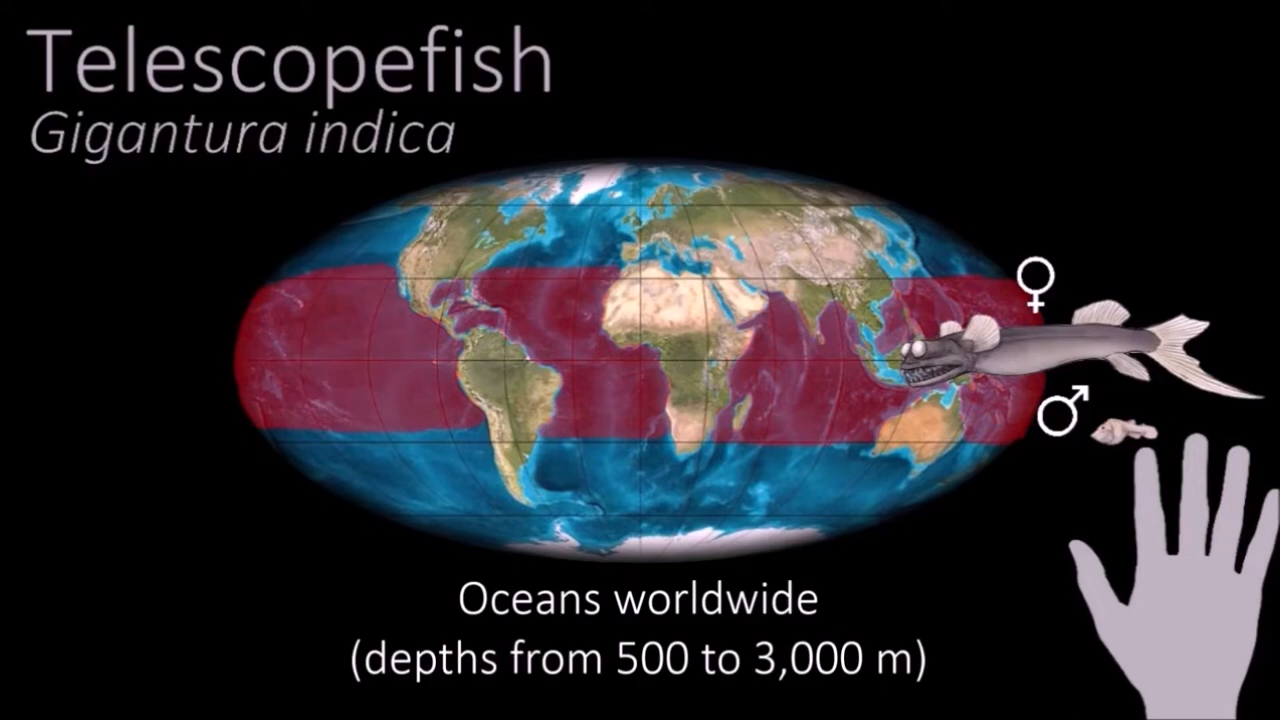 Telescopefish
Gigantura indica
♀
♂
Oceans worldwide
(depths from 500 to 3,000 m)